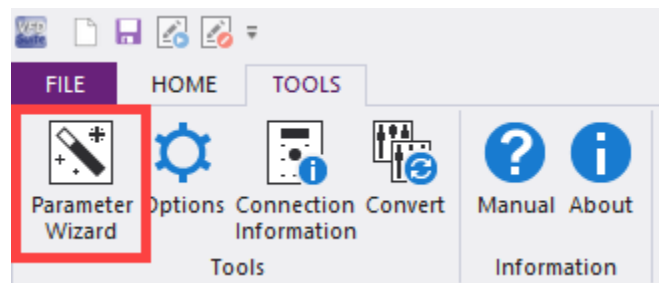 VFD
Suite
FILE HOME TOOLS
Parameter Options Connection Convert Manual About
Wizard Information
Tools Information